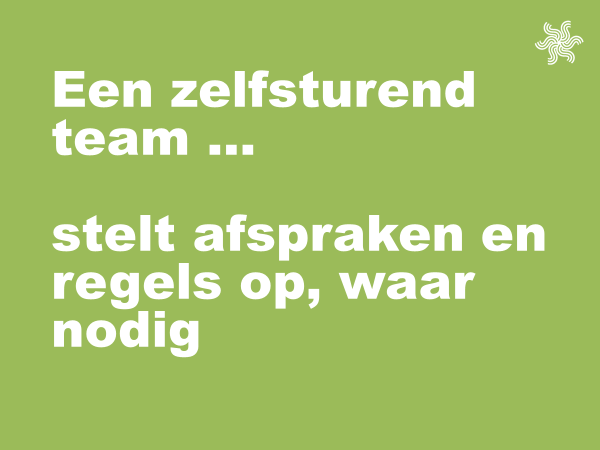 Een zelfsturend
team ...
stelt afspraken en
regels op, waar
nodig